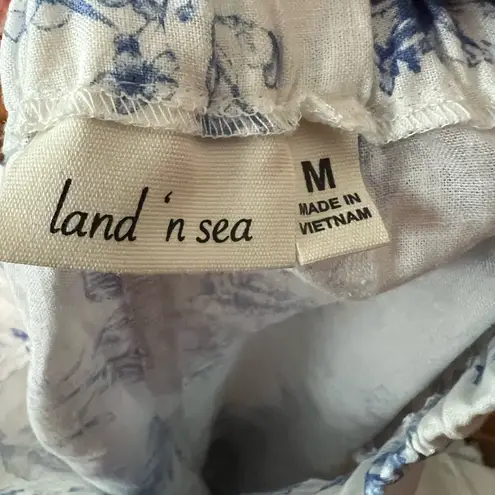 land 'n sea
M
MADE IN
VIETNAM